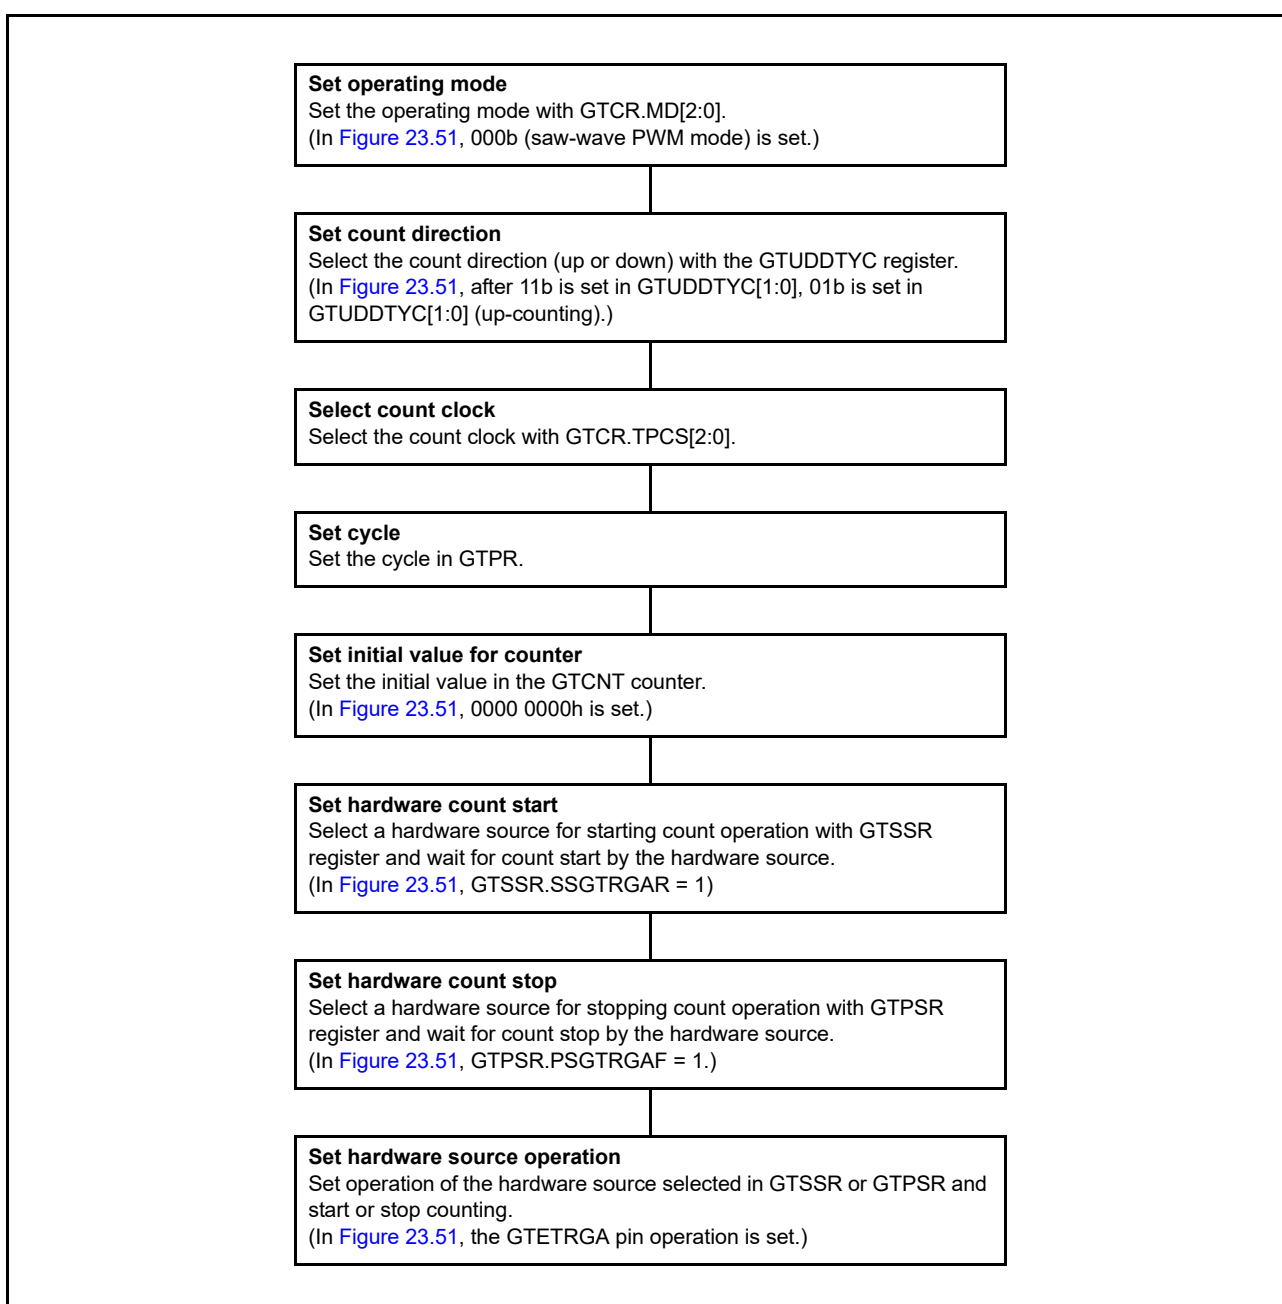 Set operating mode
Set the operating mode with GTCR.MD[2:0].
(In Figure 23.51, 000b (saw-wave PWM mode) is set.)
Set count direction
Select the count direction (up or down) with the GTUDDTYC register.
(In Figure 23.51, after 11b is set in GTUDDTYC[1:0], 01b is set in
GTUDDTYC[1:0] (up-counting).)
Select count clock
Select the count clock with GTCR.TPCS[2:0].
Set cycle
Set the cycle in GTPR.
Set initial value for counter
Set the initial value in the GTCNT counter.
(In Figure 23.51, 0000 0000h is set.)
Set hardware count start
Select a hardware source for starting count operation with GTSSR
register and wait for count start by the hardware source.
(In Figure 23.51, GTSSR.SSGTRGAR = 1)
Set hardware count stop
Select a hardware source for stopping count operation with GTPSR
register and wait for count stop by the hardware source.
(In Figure 23.51, GTPSR.PSGTRGAF = 1.)
Set hardware source operation
Set operation of the hardware source selected in GTSSR or GTPSR and
start or stop counting.
(In Figure 23.51, the GTETRGA pin operation is set.)